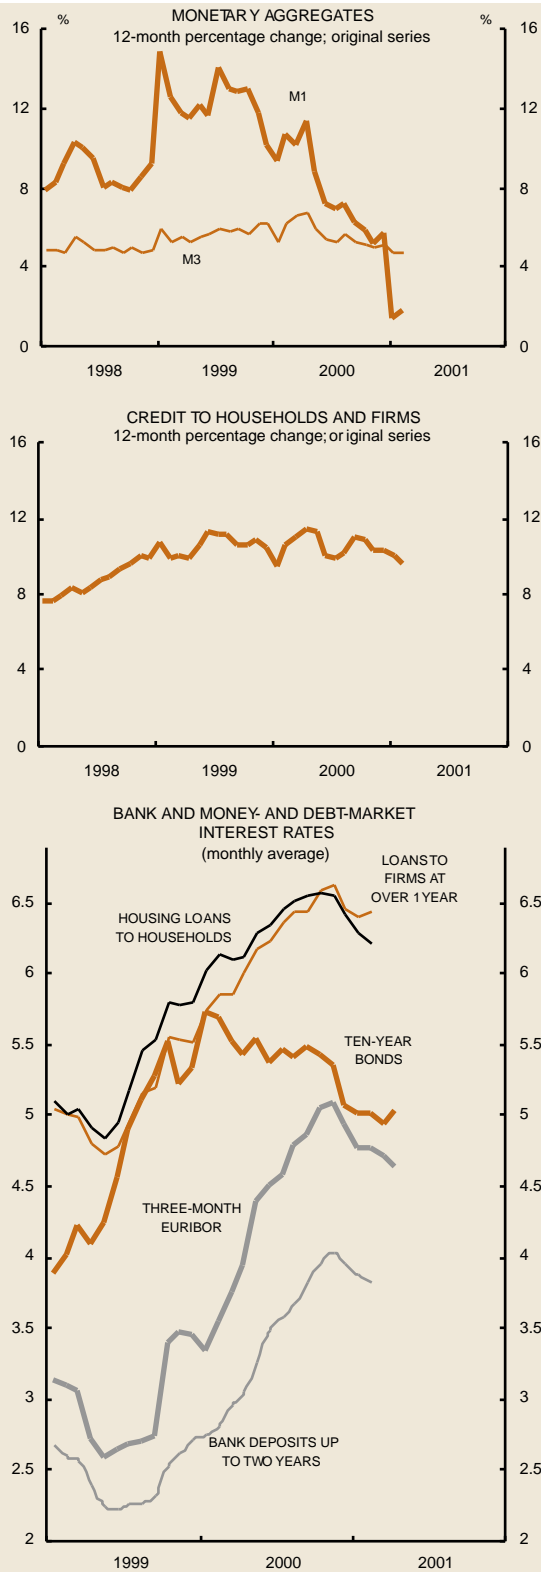 MONETARY AGGREGATES
% 12-month percentage change; original series %
16 16
M1
12 12
8 8
M3
4 4
0 0
1998 1999 2000 2001
CREDIT TO HOUSEHOLDS AND FIRMS
12-month percentage change; original series
16 16
12 12
8 8
4 4
0 0
1998 1999 2000 2001
BANK AND MONEY- AND DEBT-MARKET
INTEREST RATES
(monthly average)
LOANS TO
FIRMS AT
OVER 1 YEAR
6.5 6.5
HOUSING LOANS
TO HOUSEHOLDS
6 6
5.5 5.5
TEN-YEAR
BONDS
5 5
4.5 4.5
THREE-MONTH
EURIBOR
4 4
3.5 3.5
3 3
BANK DEPOSITS UP
TO TWO YEARS
2.5 2.5
2 2
1999 2000 2001